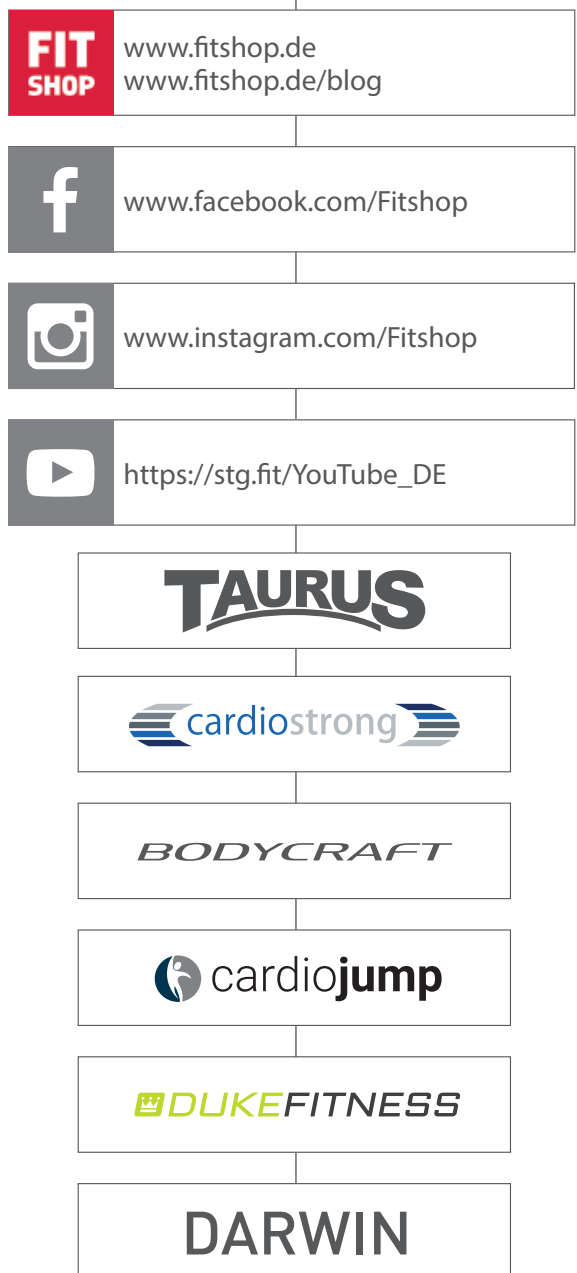 FIT
SHOP
www.fitshop.de
www.fitshop.de/blog
f
www.facebook.com/Fitshop
www.instagram.com/Fitshop
https://stg.fit/YouTube_DE
TAURUS
cardiostrong
BODYCRAFT
cardiojump
DUKEFITNESS
DARWIN